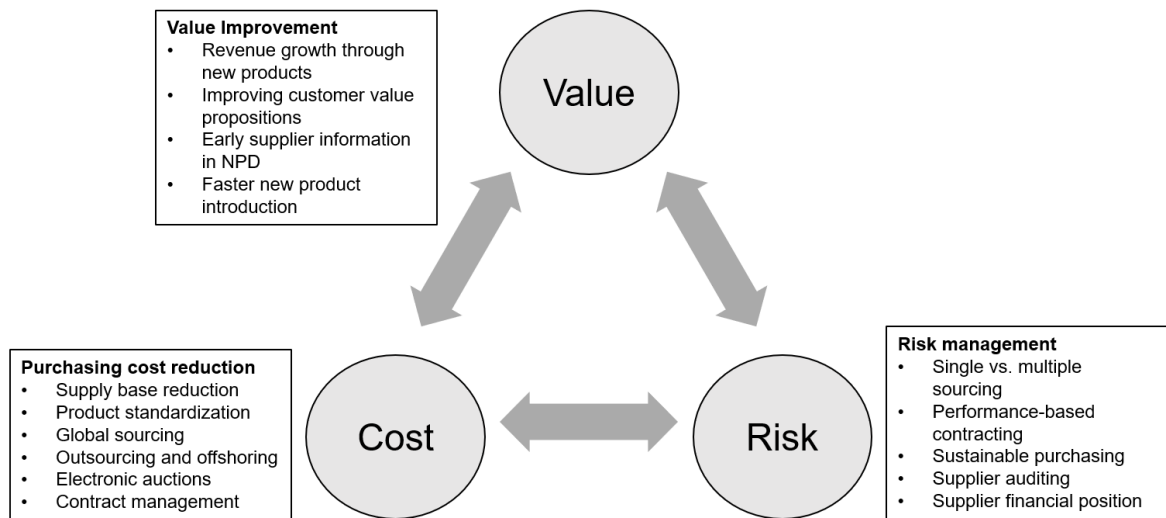 Value Improvement
• Revenue growth through
new products
• Improving customer value
propositions
• Early supplier information
in NPD
• Faster new product
introduction
Value
Purchasing cost reduction
• Supply base reduction
• Product standardization
• Global sourcing
• Outsourcing and offshoring
• Electronic auctions
• Contract management
Cost
Risk
Risk management
• Single vs. multiple
sourcing
• Performance-based
contracting
• Sustainable purchasing
• Supplier auditing
• Supplier financial position